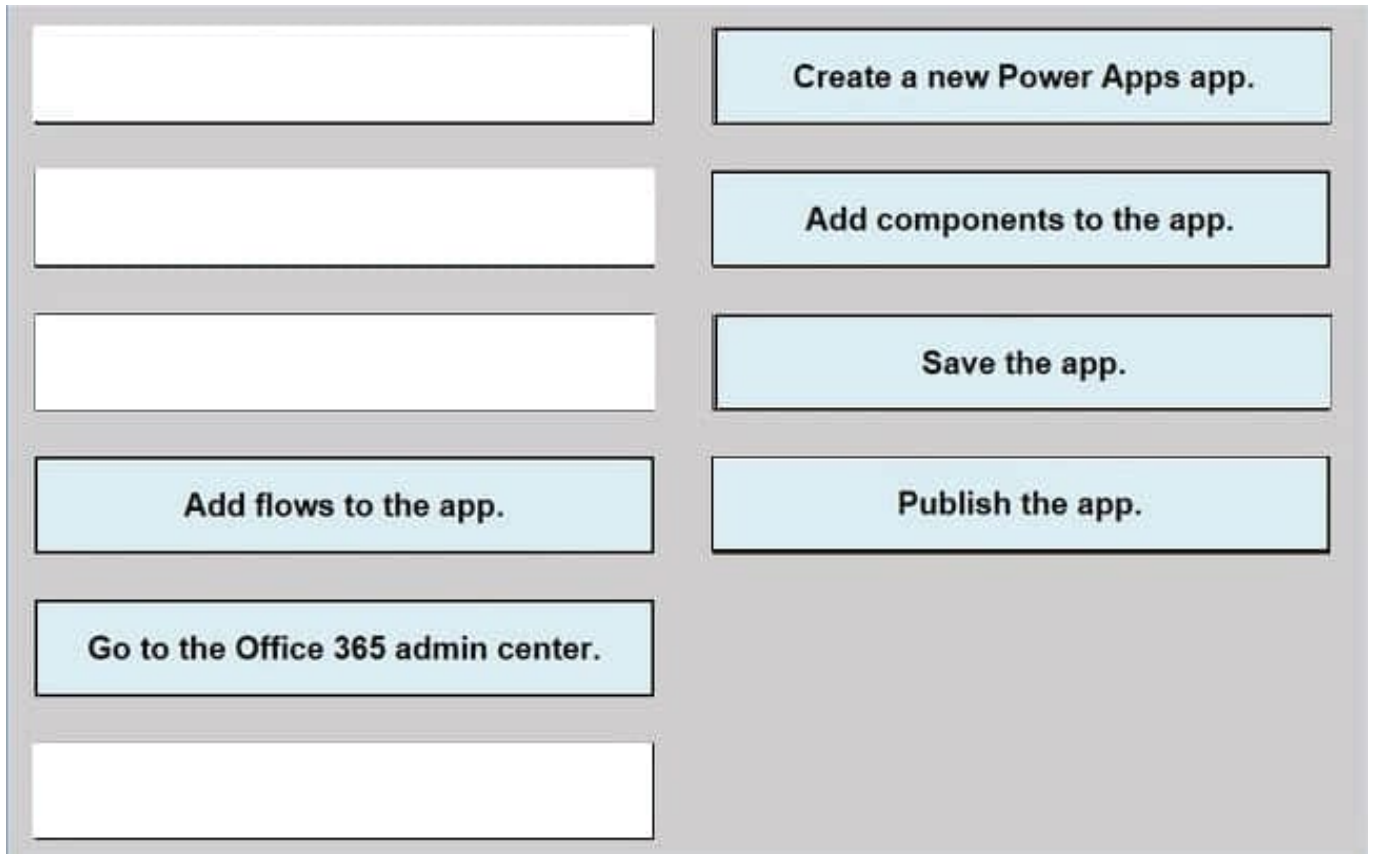 Create a new Power Apps app.
Add components to the app.
Save the app.
Add flows to the app.
Publish the app.
Go to the Office 365 admin center.